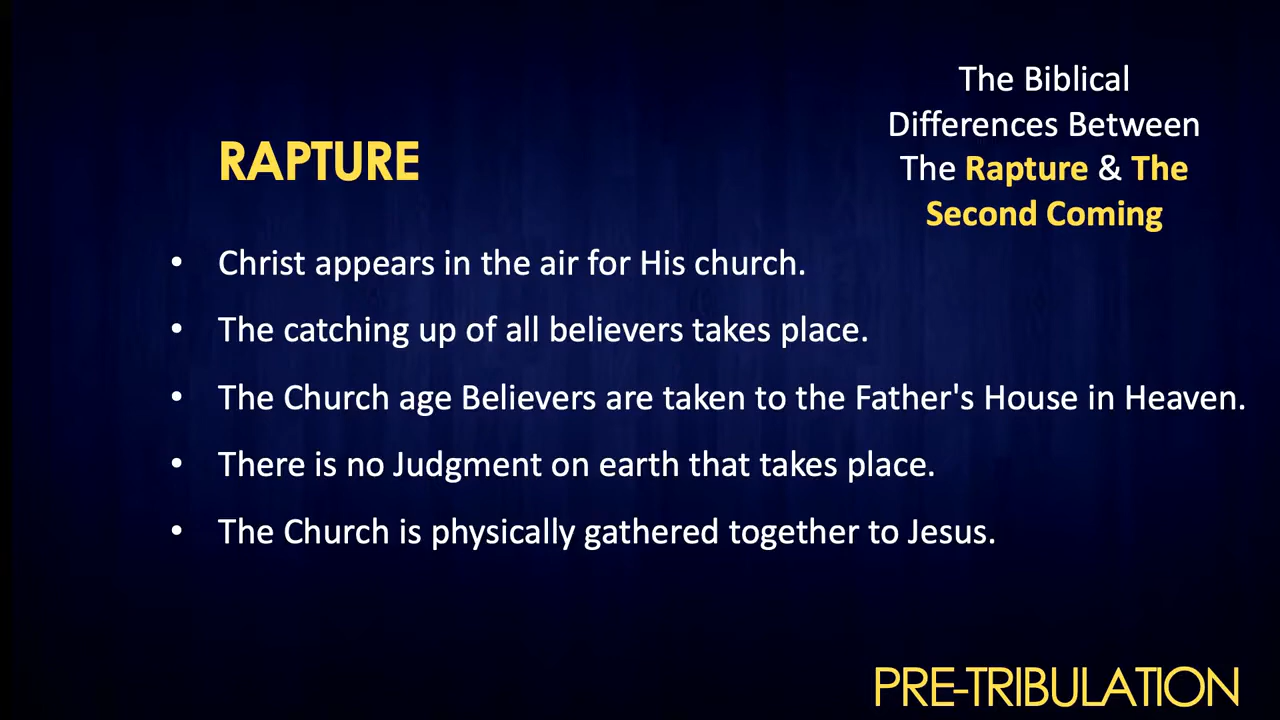 The Biblical
Differences Between
The Rapture & The
Second Coming
RAPTURE
• Christ appears in the air for His church.
• The catching up of all believers takes place.
• The Church age Believers are taken to the Father's House in Heaven.
• There is no Judgment on earth that takes place.
• The Church is physically gathered together to Jesus.
PRE-TRIBULATION